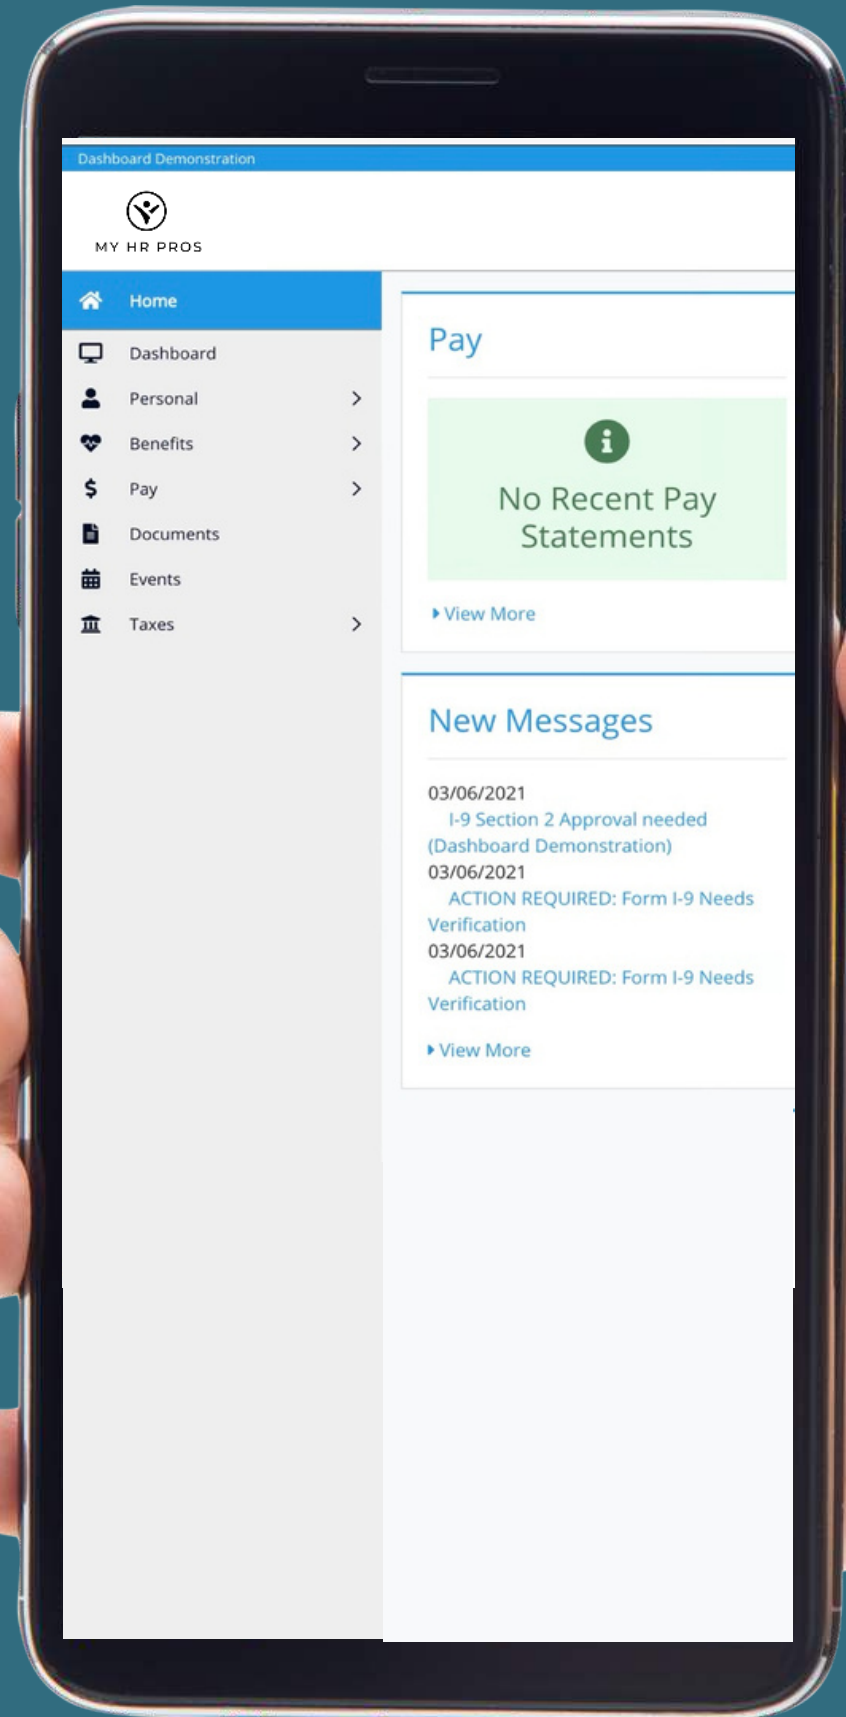 Dashboard Demonstration
MY HR PROS
Home
Dashboard
Personal
Benefits
Pay
Documents
Events
Taxes
Pay
No Recent Pay
Statements
View More
New Messages
03/06/2021
I-9 Section 2 Approval needed
(Dashboard Demonstration)
03/06/2021
ACTION REQUIRED: Form I-9 Needs
Verification
03/06/2021
ACTION REQUIRED: Form I-9 Needs
Verification
View More